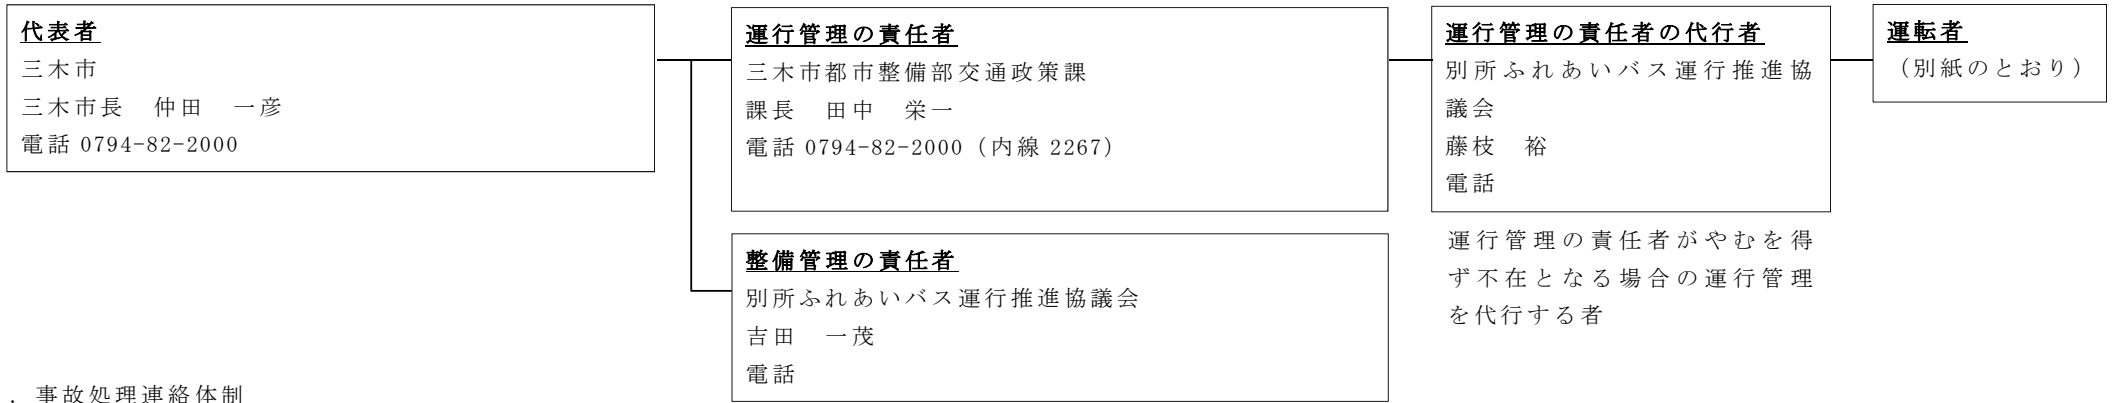 代表者
三木市
三木市長　仲田　一彦
電話 0794-82-2000
運行管理の責任者
三木市都市整備部交通政策課
課長　田中　栄一
電話 0794-82-2000（内線 2267）
運行管理の責任者の代行者
別所ふれあいバス運行推進協
議会
藤枝　裕
電話
運行管理の責任者がやむを得
ず不在となる場合の運行管理
を代行する者
運転者
（別紙のとおり）
整備管理の責任者
別所ふれあいバス運行推進協議会
吉田　一茂
電話
．事故処理連絡体制